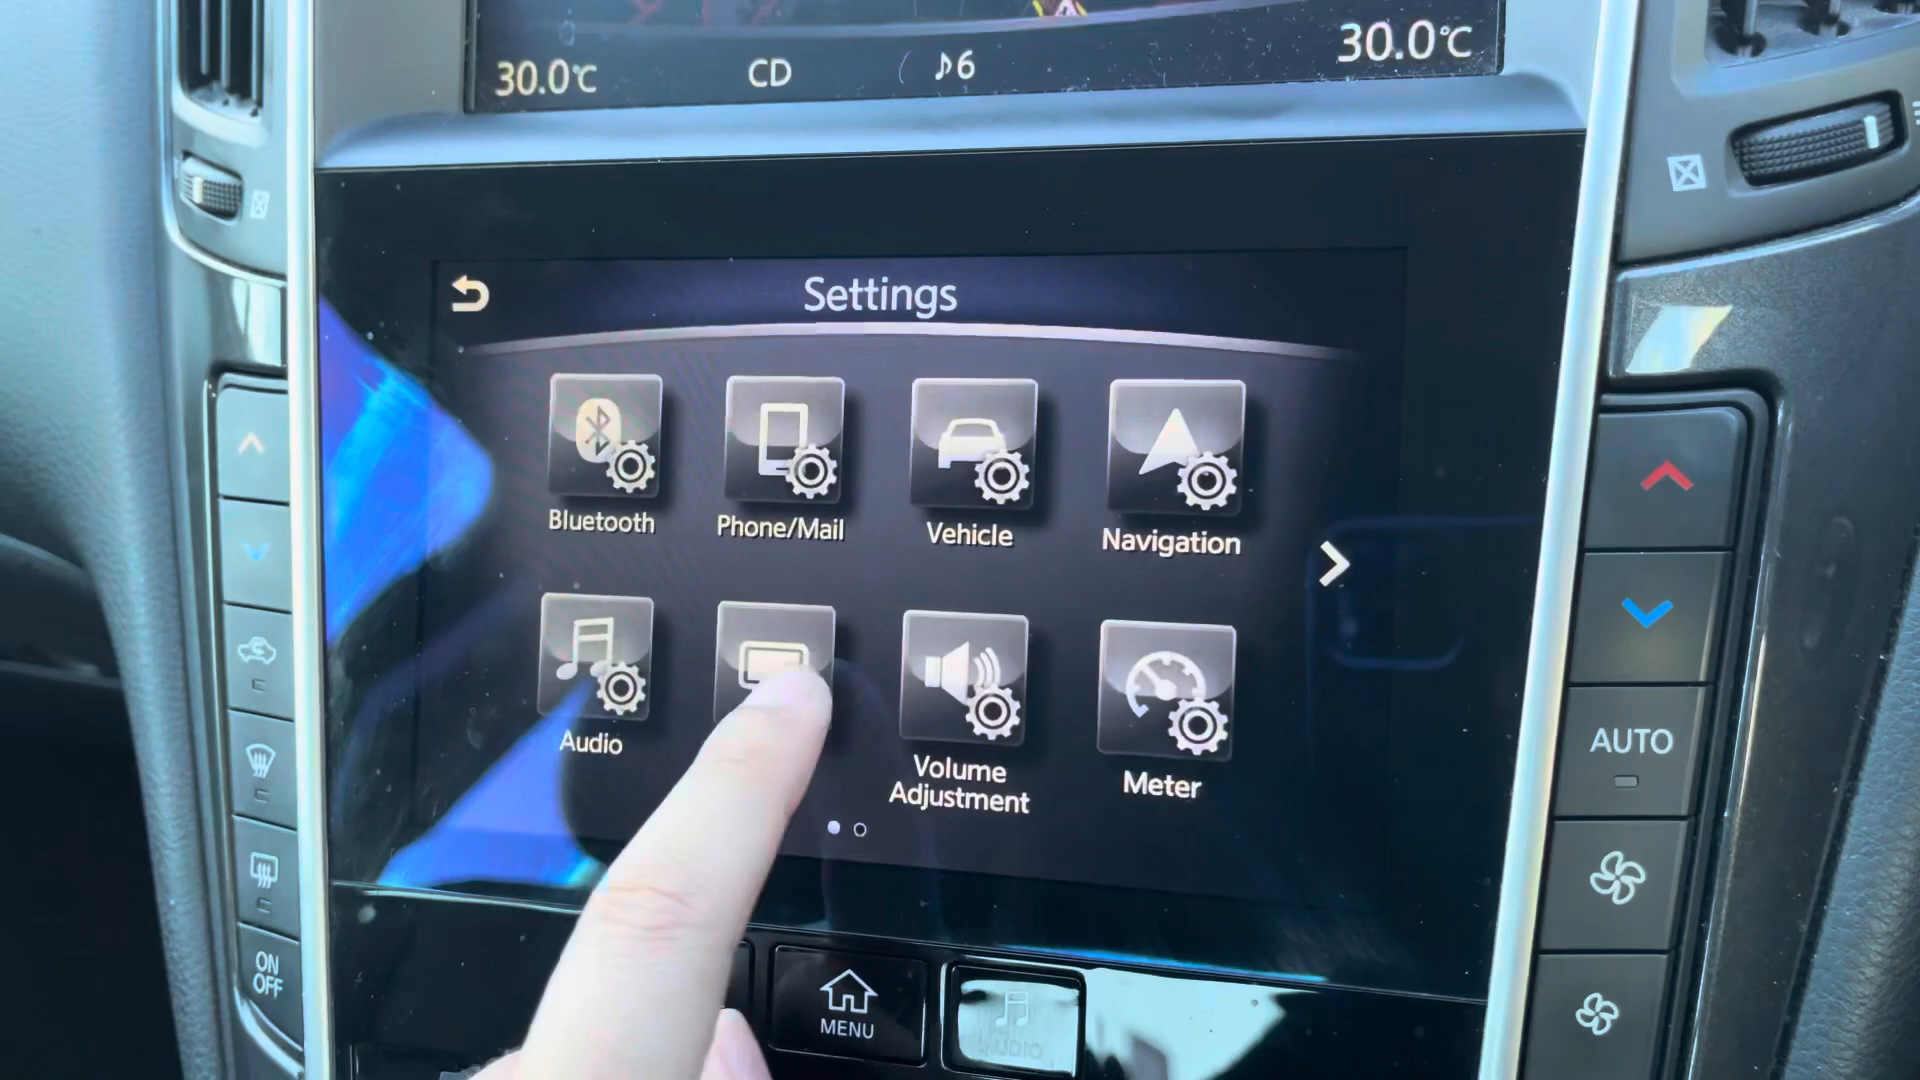 30.0℃ CD ♪6 30.0℃
Settings
Bluetooth Phone/Mail Vehicle Navigation
Audio Volume Adjustment Meter
AUTO
ON
OFF
MENU
AUDIO